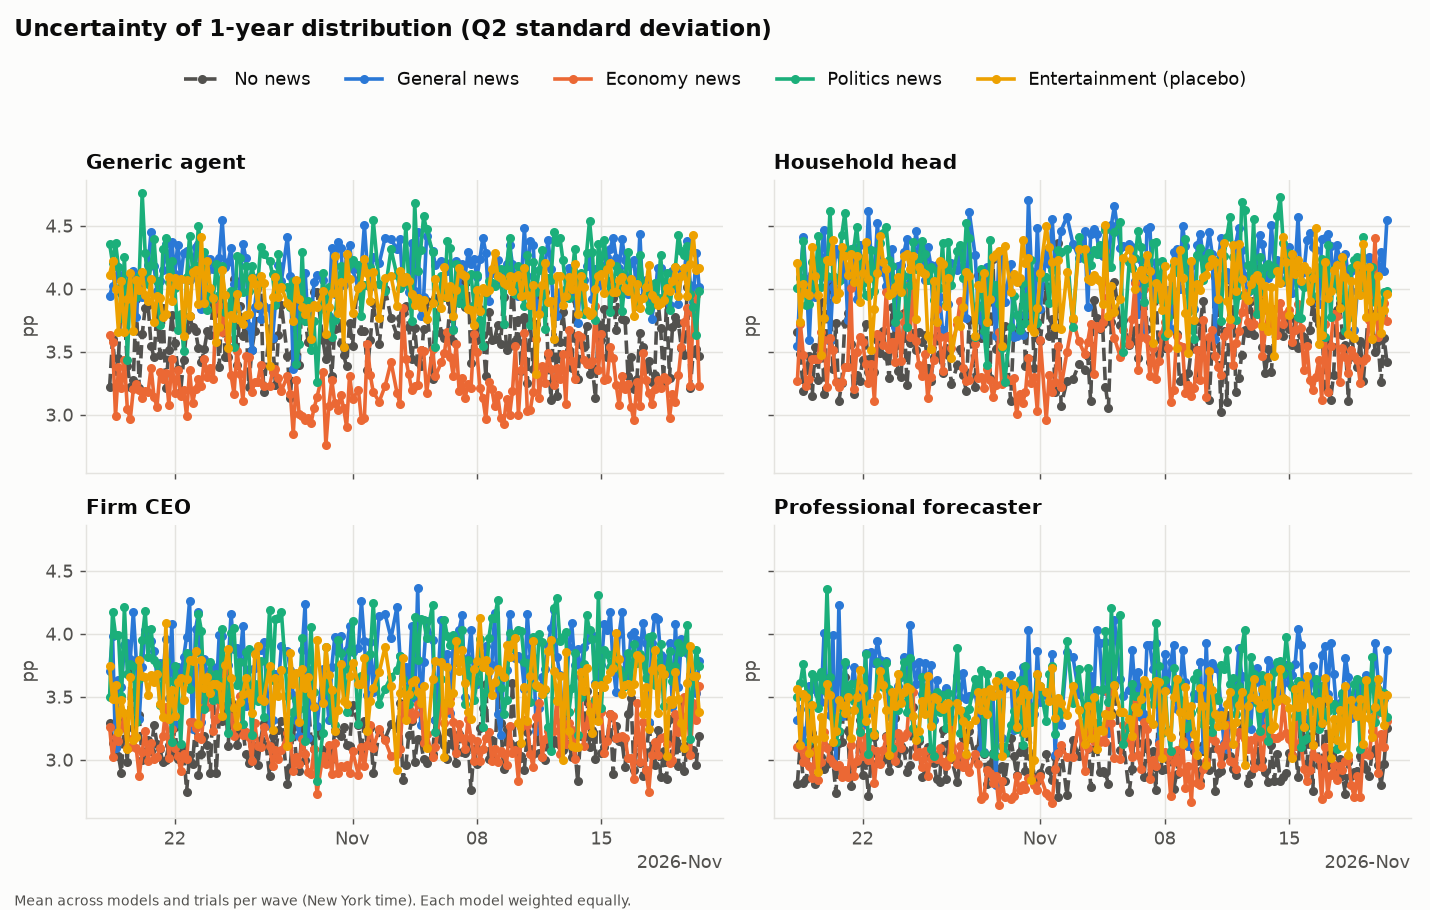 Uncertainty of 1-year distribution (Q2 standard deviation)
No news General news Economy news Politics news Entertainment (placebo)
Generic agent
pp
4.5
4.0
3.5
3.0
Household head
pp
Firm CEO
pp
4.5
4.0
3.5
3.0
22 Nov 08 15
2026-Nov
Professional forecaster
pp
22 Nov 08 15
2026-Nov
Mean across models and trials per wave (New York time). Each model weighted equally.